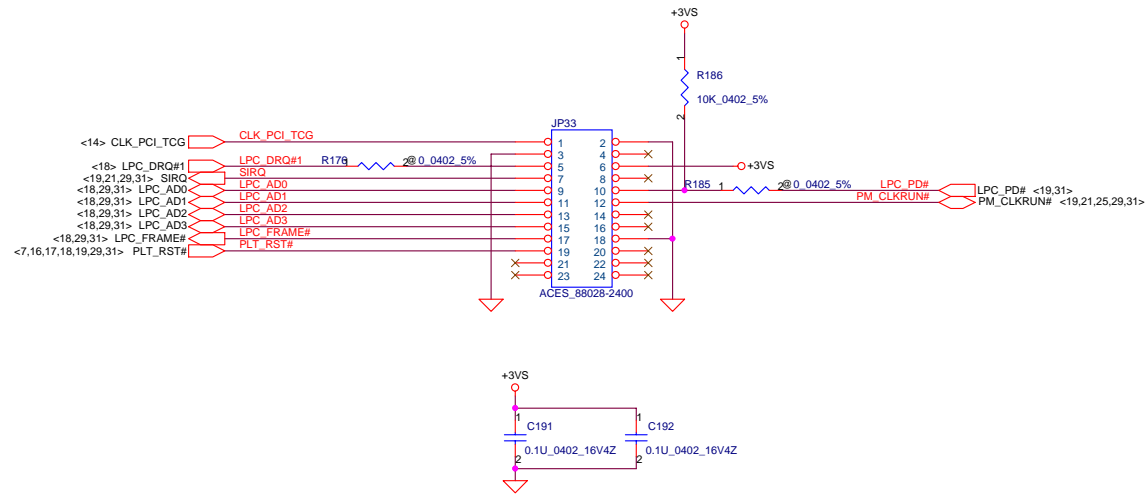 +3VS
1
R186
10K_0402_5%
2
JP33
<14> CLK_PCI_TCG CLK_PCI_TCG 1 2
3 4
<18> LPC_DRQ#1 LPC_DRQ#1 R176 1 2 @ 0_0402_5% 5 6 +3VS
<19,21,29,31> SIRQ SIRQ 7 8
<18,29,31> LPC_AD0 LPC_AD0 9 10 R185 1 2 @ 0_0402_5% LPC_PD# LPC_PD# <19,31>
<18,29,31> LPC_AD1 LPC_AD1 11 12 PM_CLKRUN# PM_CLKRUN# <19,21,25,29,31>
<18,29,31> LPC_AD2 LPC_AD2 13 14
<18,29,31> LPC_AD3 LPC_AD3 15 16
<18,29,31> LPC_FRAME# LPC_FRAME# 17 18
<7,16,17,18,19,29,31> PLT_RST# PLT_RST# 19 20
21 22
23 24
ACES_88028-2400
+3VS
1 1
C191 C192
0.1U_0402_16V4Z 0.1U_0402_16V4Z
2 2